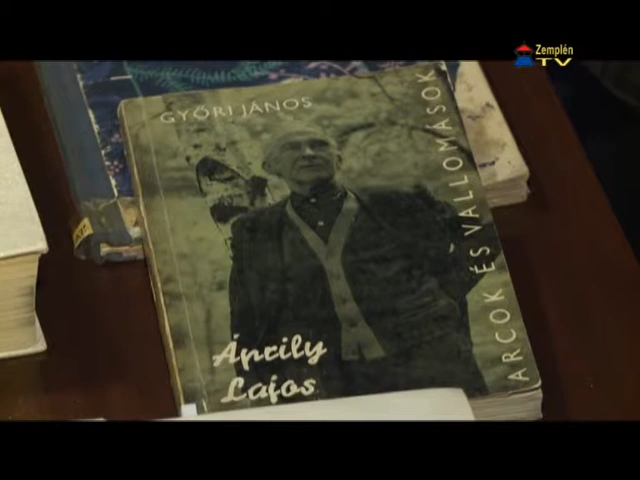 Zemplén
TV
GYŐRI JÁNOS
ARCOK ÉS VALLOMÁSOK
Áprily
Lajos